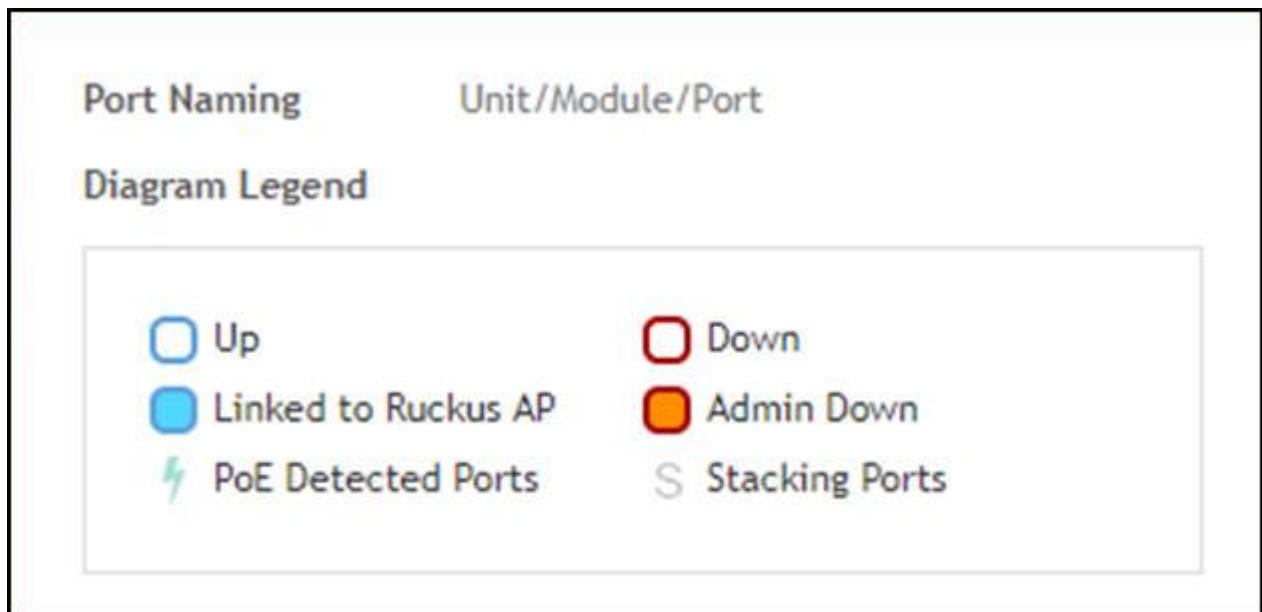 Port Naming Unit/Module/Port
Diagram Legend
Up Down
Linked to Ruckus AP Admin Down
PoE Detected Ports S Stacking Ports